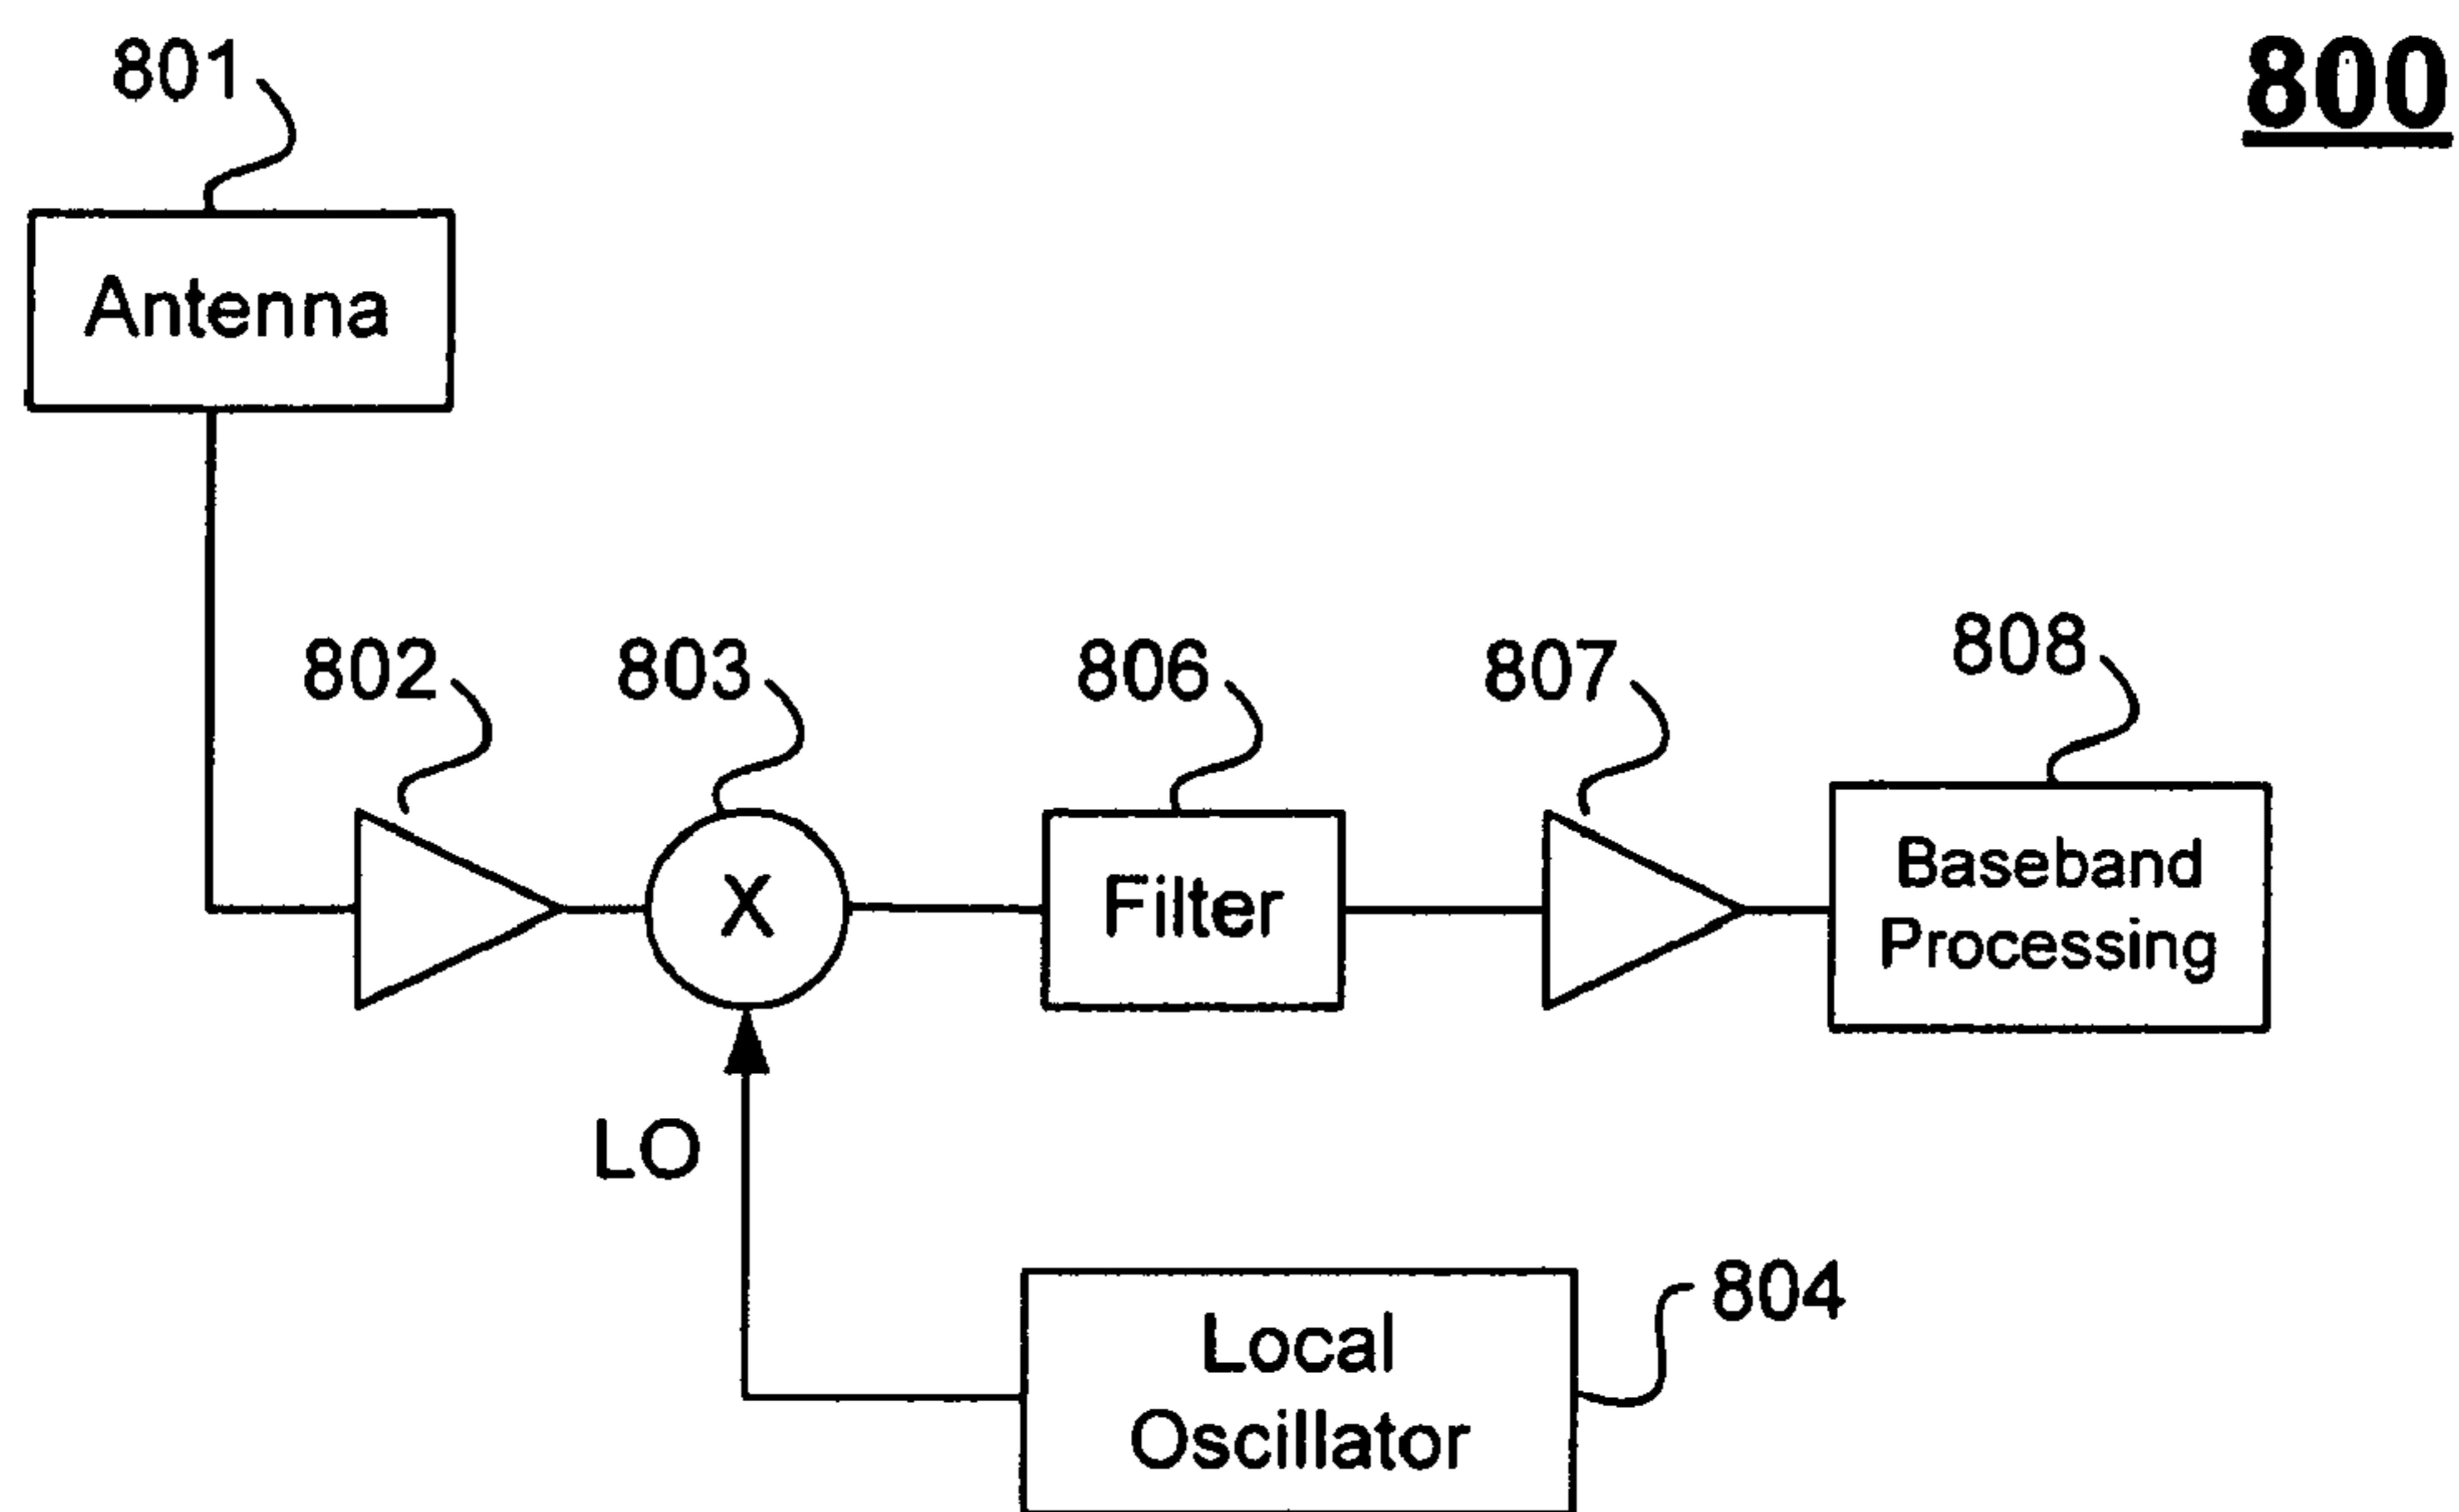 801
800
Antenna
802
803
806
807
808
X
Filter
Baseband
Processing
LO
804
Local
Oscillator